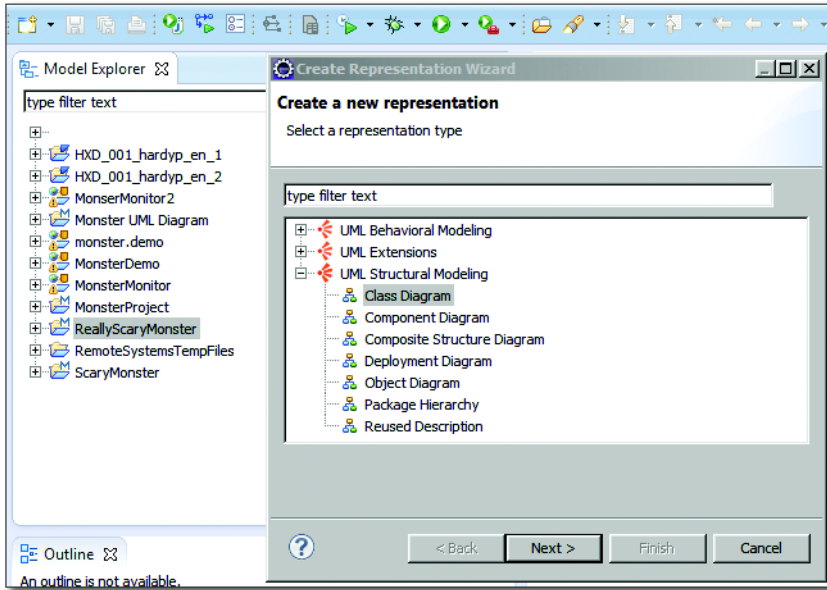 Model Explorer
type filter text
HXD_001_hardyp_en_1
HXD_001_hardyp_en_2
MonserMonitor2
Monster UML Diagram
monster.demo
MonsterDemo
MonsterMonitor
MonsterProject
ReallyScaryMonster
RemoteSystemsTempFiles
ScaryMonster
Outline
An outline is not available.
Create Representation Wizard
Create a new representation
Select a representation type
type filter text
UML Behavioral Modeling
UML Extensions
UML Structural Modeling
Class Diagram
Component Diagram
Composite Structure Diagram
Deployment Diagram
Object Diagram
Package Hierarchy
Reused Description
? < Back Next > Finish Cancel